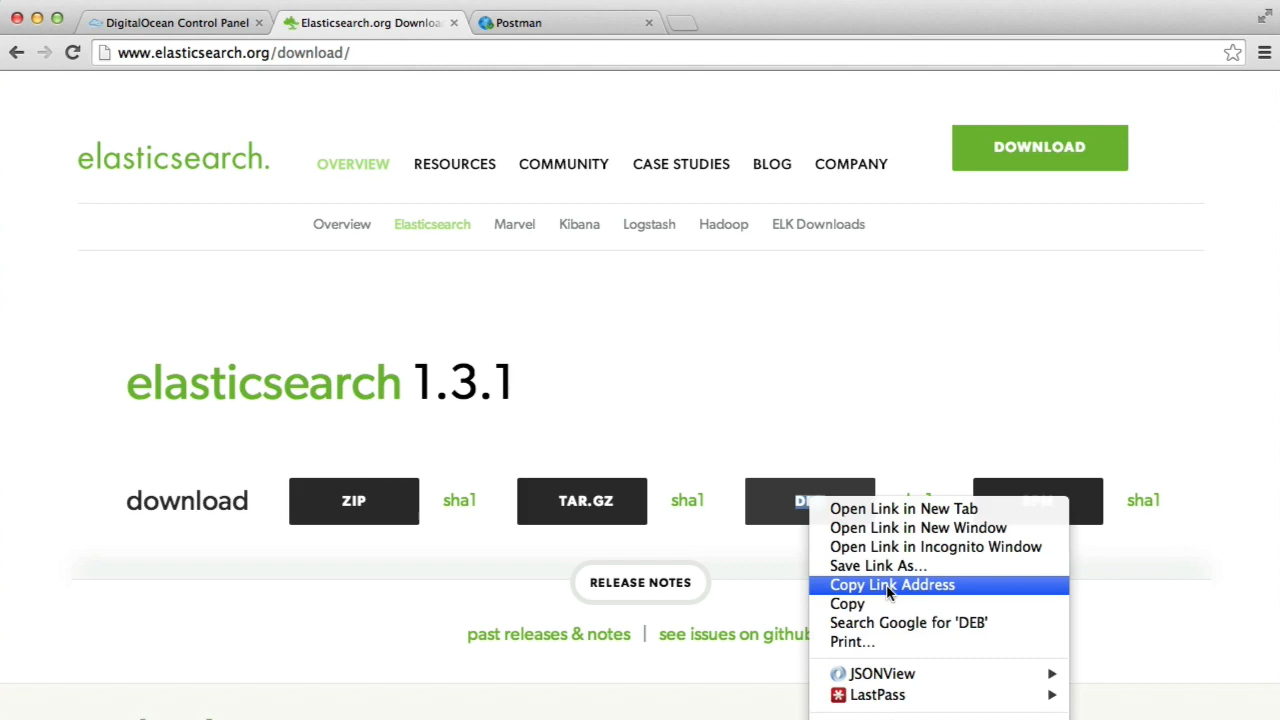 DigitalOcean Control Panel
Elasticsearch.org Downloa
Postman
www.elasticsearch.org/download/
elasticsearch.
OVERVIEW RESOURCES COMMUNITY CASE STUDIES BLOG COMPANY
DOWNLOAD
Overview Elasticsearch Marvel Kibana Logstash Hadoop ELK Downloads
elasticsearch 1.3.1
download ZIP sha1 TAR.GZ sha1 sha1
Open Link in New Tab
Open Link in New Window
Open Link in Incognito Window
Save Link As...
Copy Link Address
Copy
Search Google for 'DEB'
Print...
JSONView
LastPass
RELEASE NOTES
past releases & notes | see issues on github